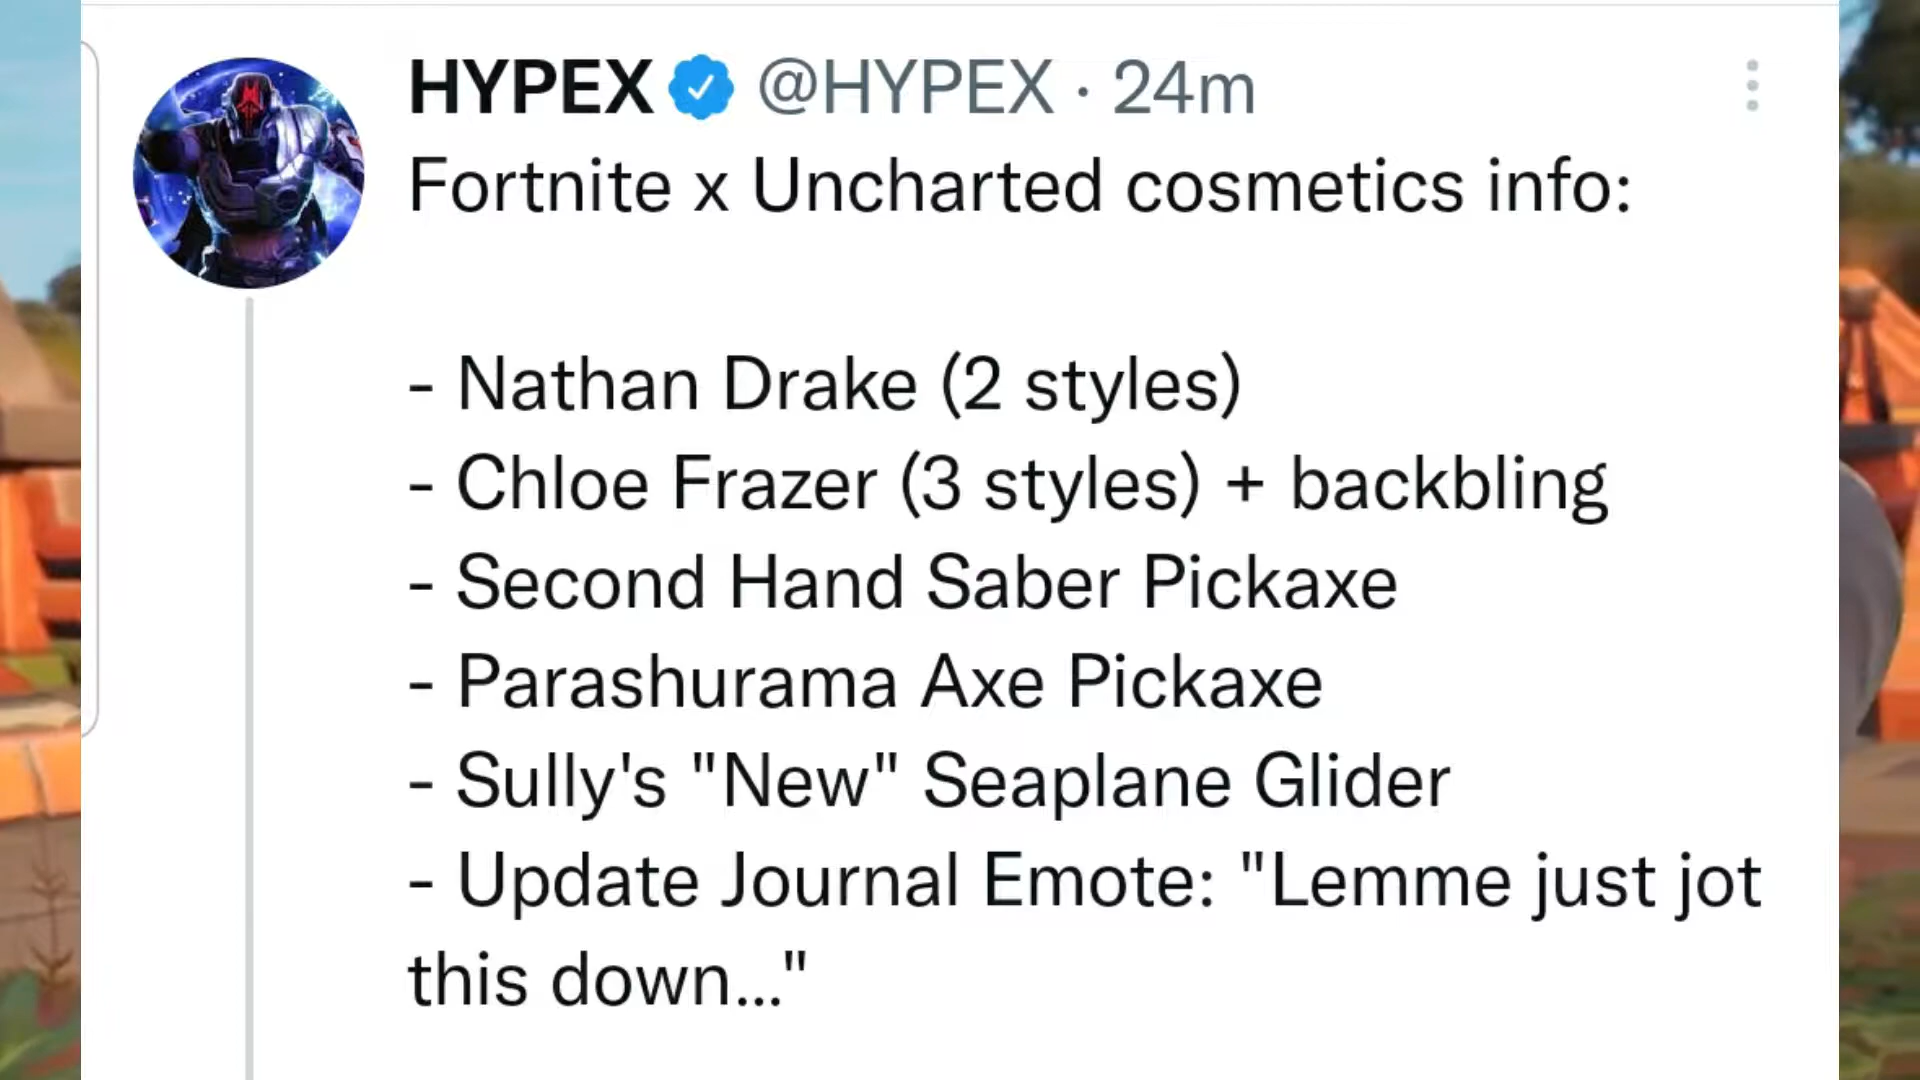 HYPEX @HYPEX · 24m
Fortnite x Uncharted cosmetics info:
- Nathan Drake (2 styles)
- Chloe Frazer (3 styles) + backbling
- Second Hand Saber Pickaxe
- Parashurama Axe Pickaxe
- Sully's "New" Seaplane Glider
- Update Journal Emote: "Lemme just jot
this down..."